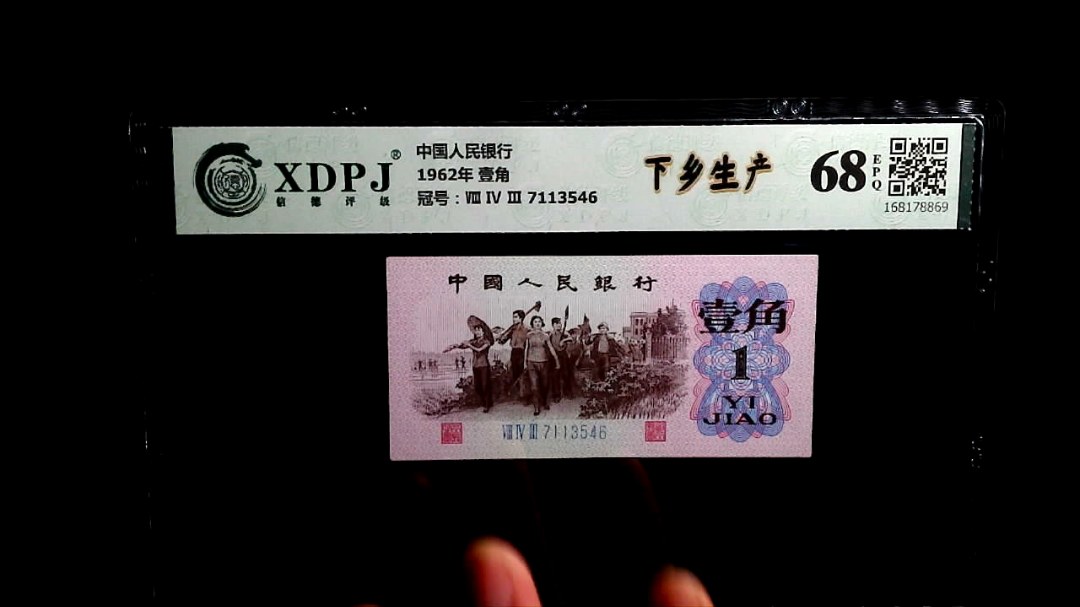 XDPJ®
信德评级
中国人民银行
1962年 壹角
冠号：Ⅷ Ⅳ Ⅲ 7113546
下乡生产
68
EPQ
168178869
中國人民銀行
壹角
1
YI
JIAO
Ⅷ Ⅳ Ⅲ 7113546